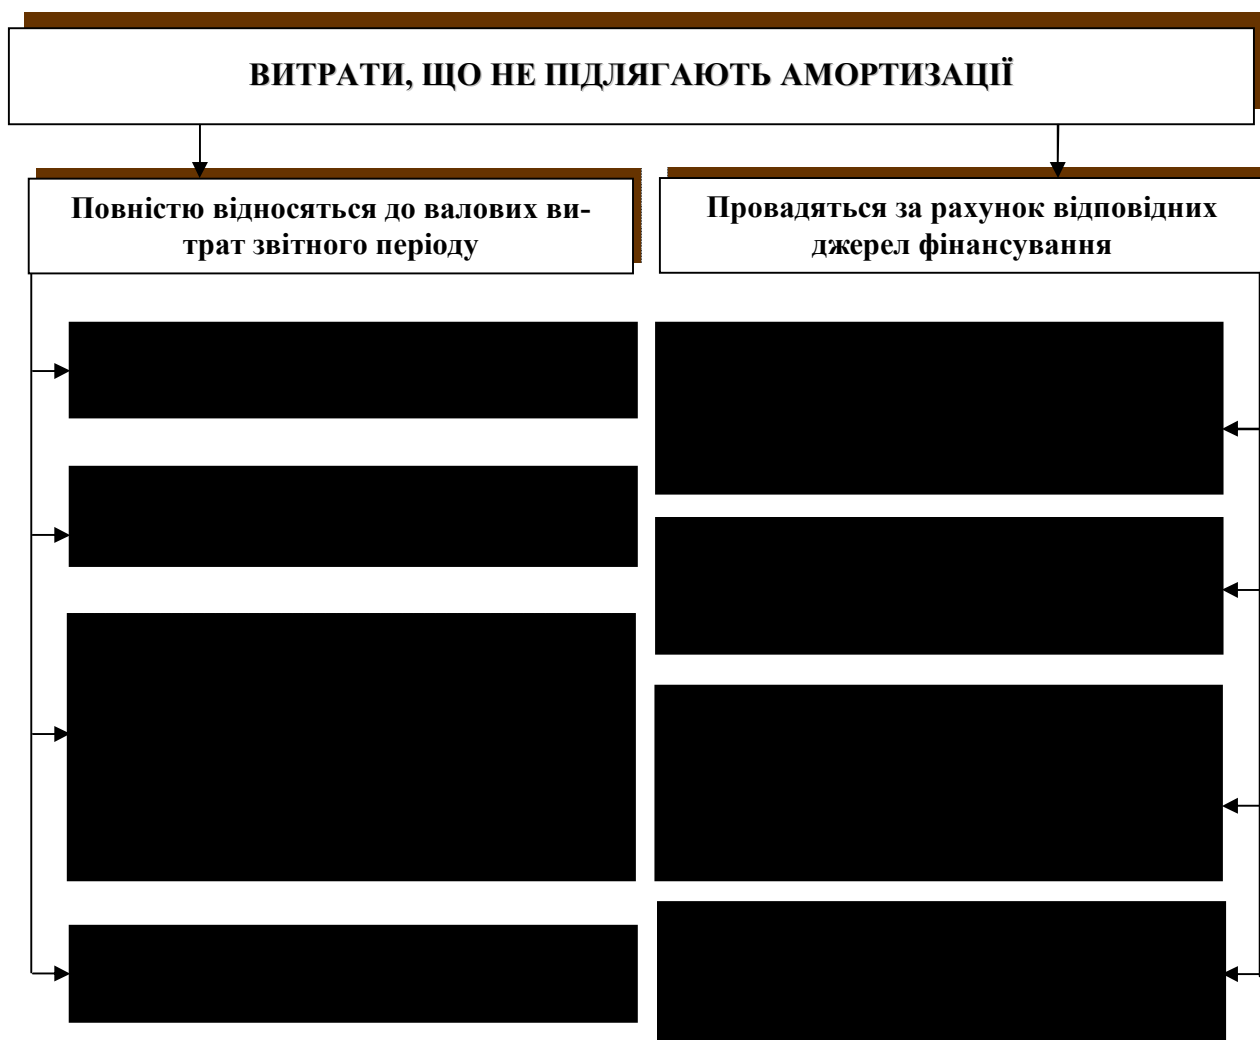 ВИТРАТИ, ЩО НЕ ПІДЛЯГАЮТЬ АМОРТИЗАЦІЇ
Повністю відносяться до валових ви-
трат звітного періоду
Провадяться за рахунок відповідних
джерел фінансування